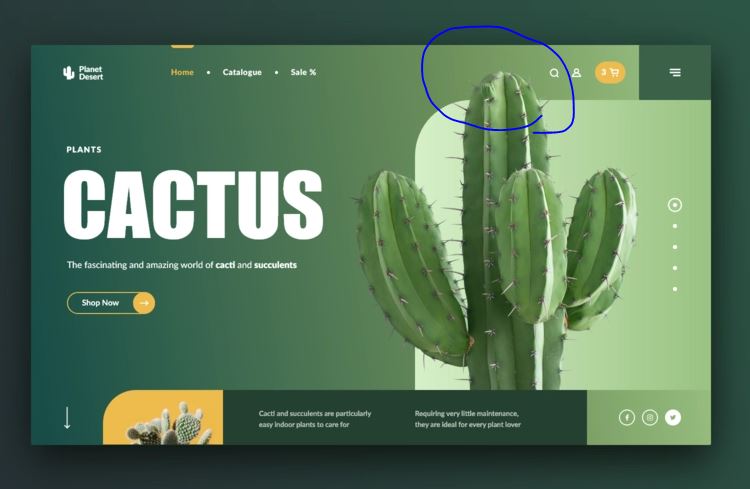 Planet
Desert
Home
Catalogue
Sale %
3
PLANTS
CACTUS
The fascinating and amazing world of cacti and succulents
Shop Now
Cacti and succulents are particularly
easy indoor plants to care for
Requiring very little maintenance,
they are ideal for every plant lover